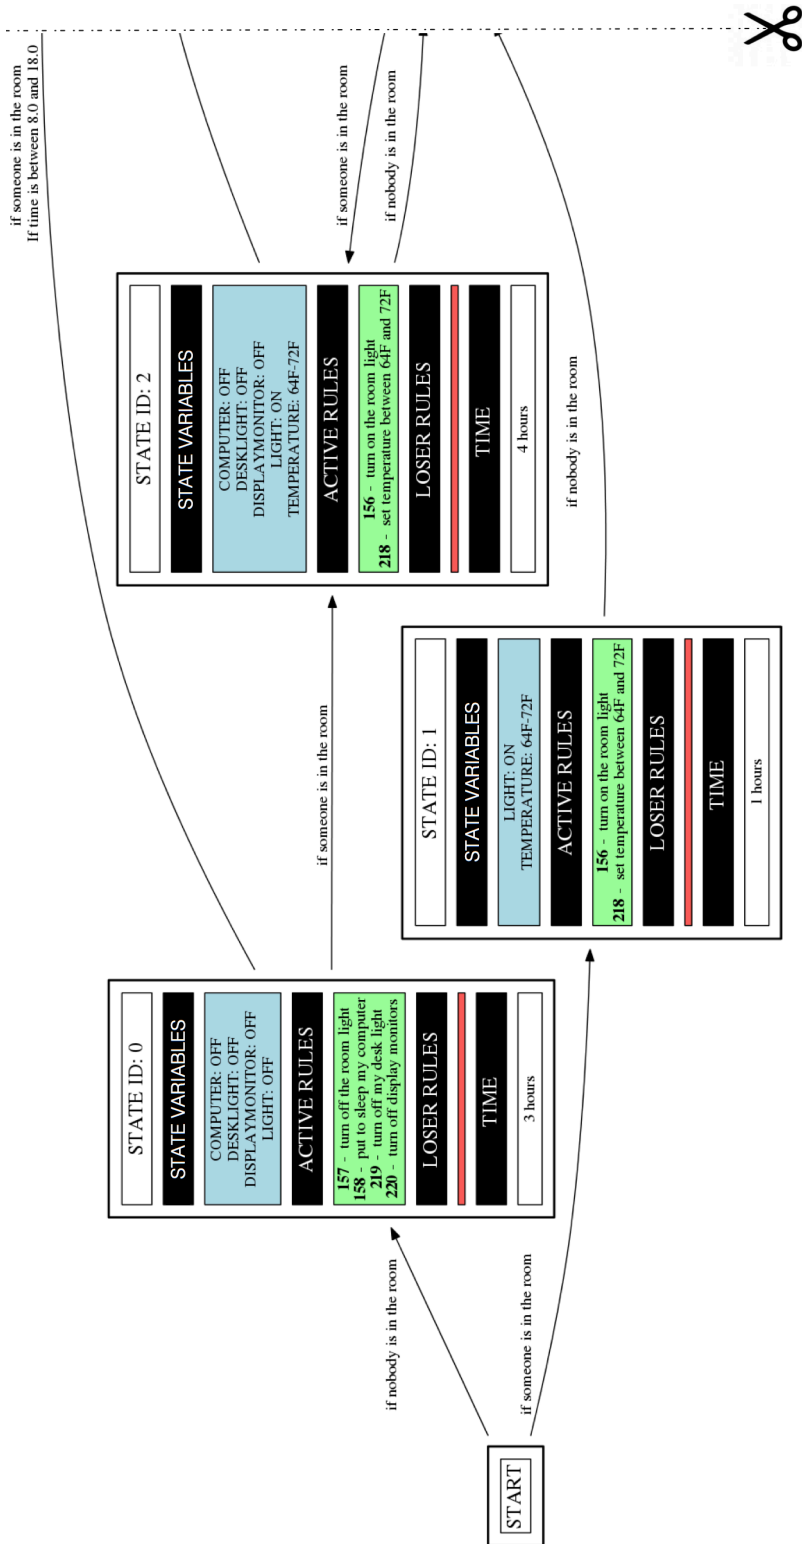 START
if nobody is in the room
if someone is in the room
STATE ID: 0
STATE VARIABLES
COMPUTER: OFF
DESKLIGHT: OFF
DISPLAYMONITOR: OFF
LIGHT: OFF
ACTIVE RULES
157 - turn off the room light
158 - put to sleep my computer
219 - turn off my desk light
220 - turn off display monitors
LOSER RULES
TIME
3 hours
if someone is in the room
If time is between 8.0 and 18.0
if someone is in the room
STATE ID: 1
STATE VARIABLES
LIGHT: ON
TEMPERATURE: 64F-72F
ACTIVE RULES
156 - turn on the room light
218 - set temperature between 64F and 72F
LOSER RULES
TIME
1 hours
if nobody is in the room
STATE ID: 2
STATE VARIABLES
COMPUTER: OFF
DESKLIGHT: OFF
DISPLAYMONITOR: OFF
LIGHT: ON
TEMPERATURE: 64F-72F
ACTIVE RULES
156 - turn on the room light
218 - set temperature between 64F and 72F
LOSER RULES
TIME
4 hours
if someone is in the room
if nobody is in the room